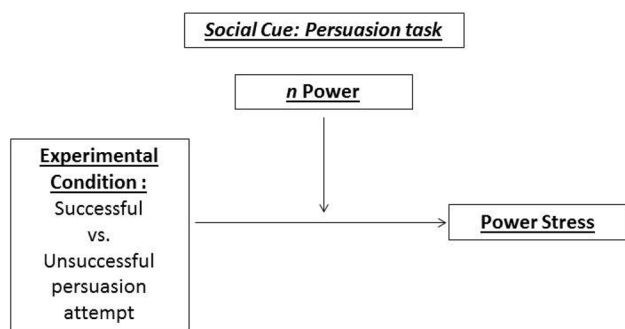 Social Cue: Persuasion task
n Power
Experimental
Condition :
Successful
vs.
Unsuccessful
persuasion
attempt
Power Stress